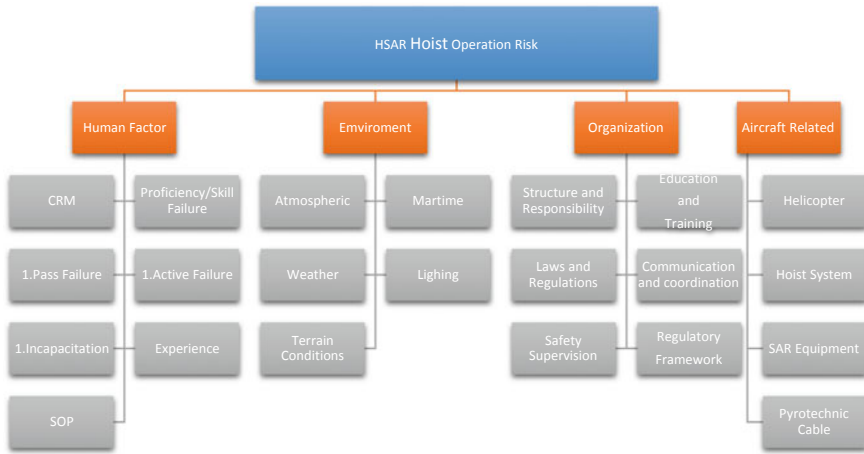 HSAR Hoist Operation Risk
Human Factor
Emviroment
Organization
Aircraft Related
CRM
Proficiency/Skill
Failure
1.Pass Failure
1.Active Failure
1.Incapacitation
Experience
SOP
Atmospheric
Martime
Weather
Lighing
Terrain
Conditions
Structure and
Responsibility
Education
and
Training
Laws and
Regulations
Communication
and coordination
Safety
Supervision
Regulatory
Framework
Helicopter
Hoist System
SAR Equipment
Pyrotechnic
Cable